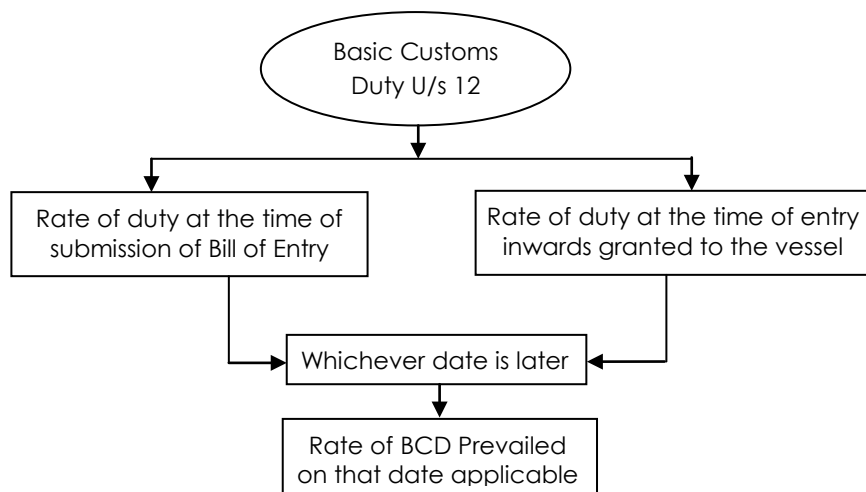 Basic Customs
Duty U/s 12
Rate of duty at the time of
submission of Bill of Entry
Rate of duty at the time of entry
inwards granted to the vessel
Whichever date is later
Rate of BCD Prevailed
on that date applicable